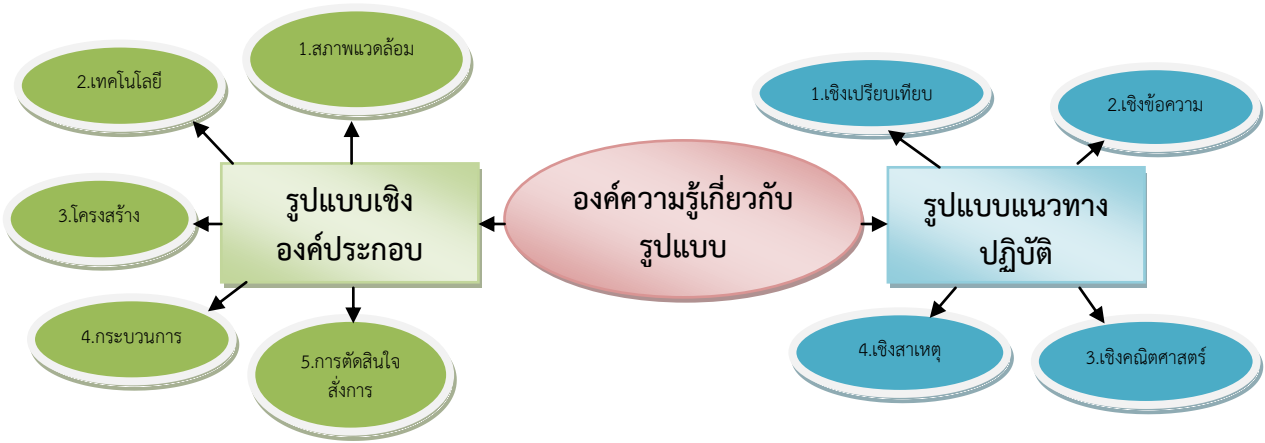 1.สภาพแวดล้อม
2.เทคโนโลยี
3.โครงสร้าง
4.กระบวนการ
5.การตัดสินใจ
สั่งการ
รูปแบบเชิง
องค์ประกอบ
องค์ความรู้เกี่ยวกับ
รูปแบบ
รูปแบบแนวทาง
ปฏิบัติ
1.เชิงเปรียบเทียบ
2.เชิงข้อความ
3.เชิงคณิตศาสตร์
4.เชิงสาเหตุ